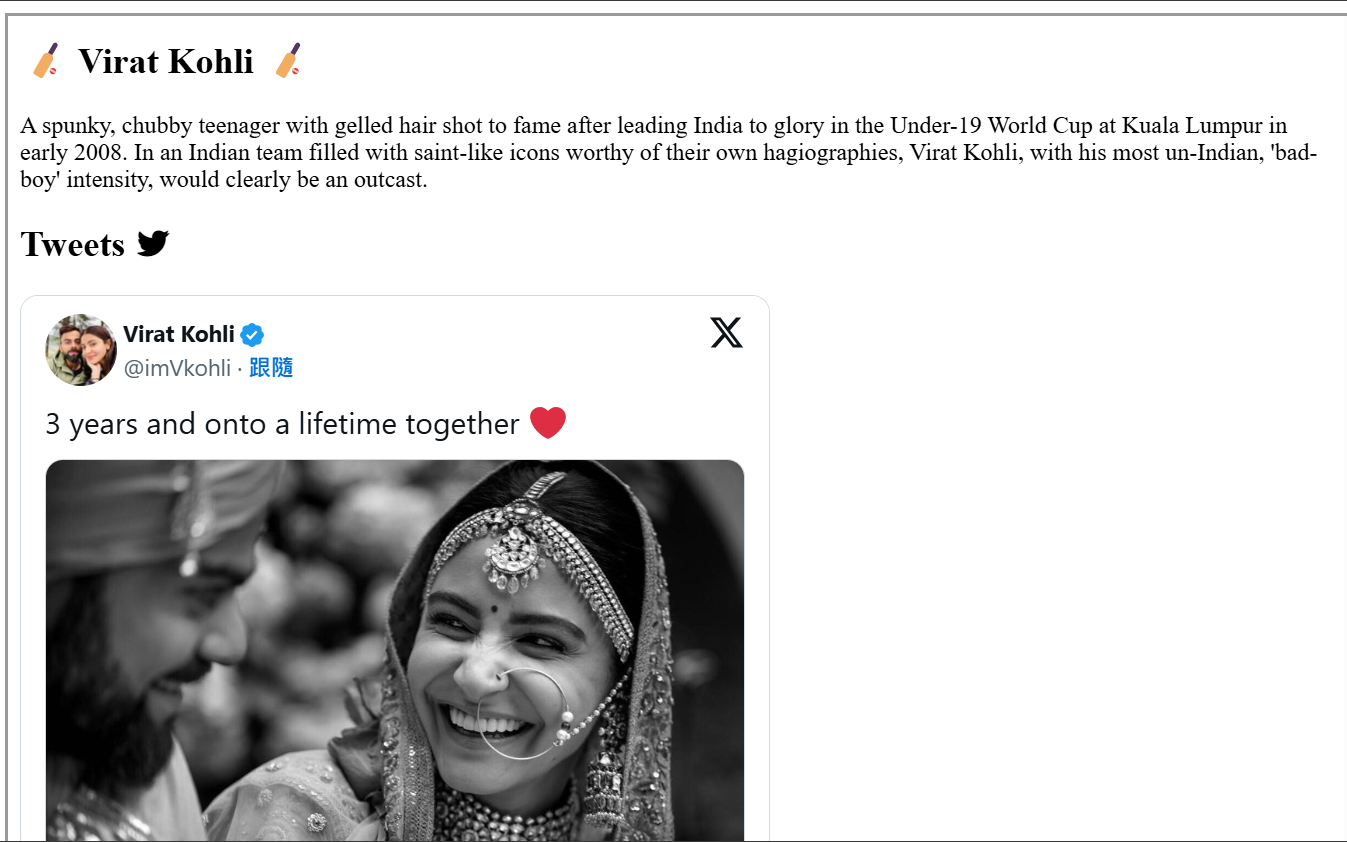 Virat Kohli
A spunky, chubby teenager with gelled hair shot to fame after leading India to glory in the Under-19 World Cup at Kuala Lumpur in
early 2008. In an Indian team filled with saint-like icons worthy of their own hagiographies, Virat Kohli, with his most un-Indian, 'bad-
boy' intensity, would clearly be an outcast.
Tweets
Virat Kohli
@imVkohli · 跟隨
3 years and onto a lifetime together